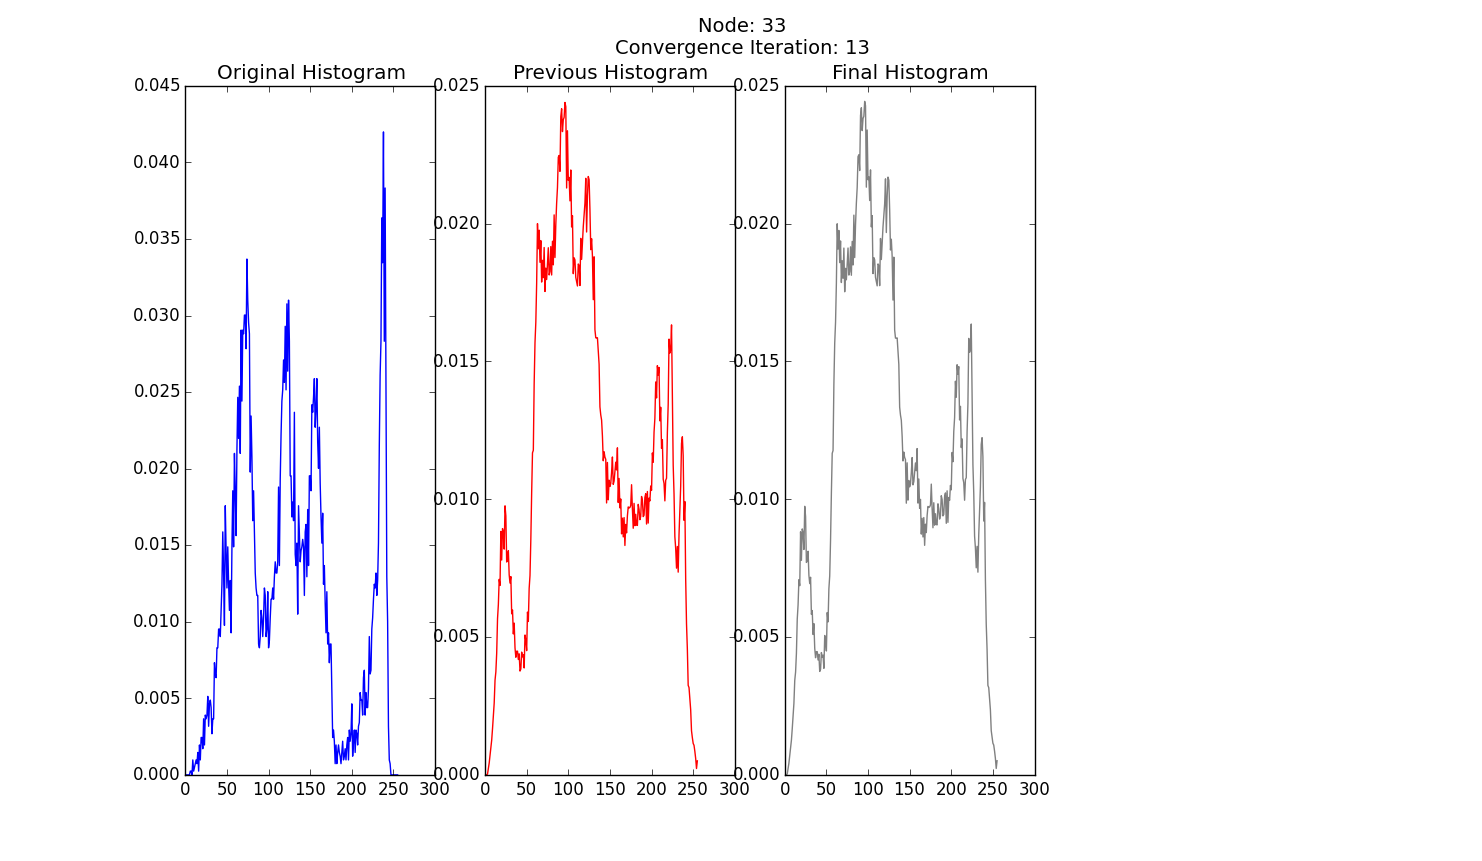 Node: 33
Convergence Iteration: 13
Original Histogram
Previous Histogram
Final Histogram
0.045
0.040
0.035
0.030
0.025
0.020
0.015
0.010
0.005
0.000
0 50 100 150 200 250 300
0.025
0.020
0.015
0.010
0.005
0.000
0 50 100 150 200 250 300
0.025
0.020
0.015
0.010
0.005
0.000
0 50 100 150 200 250 300